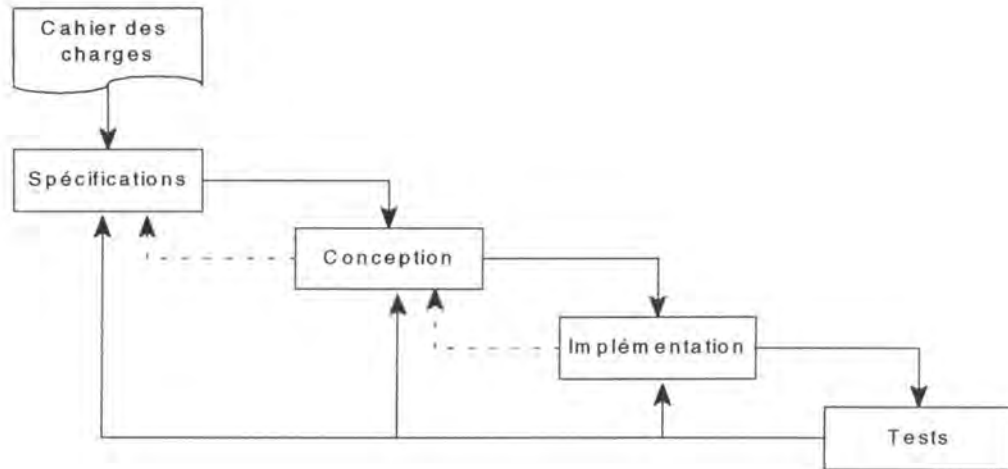 Cahier des
charges
Spécifications
Conception
Implémentation
Tests